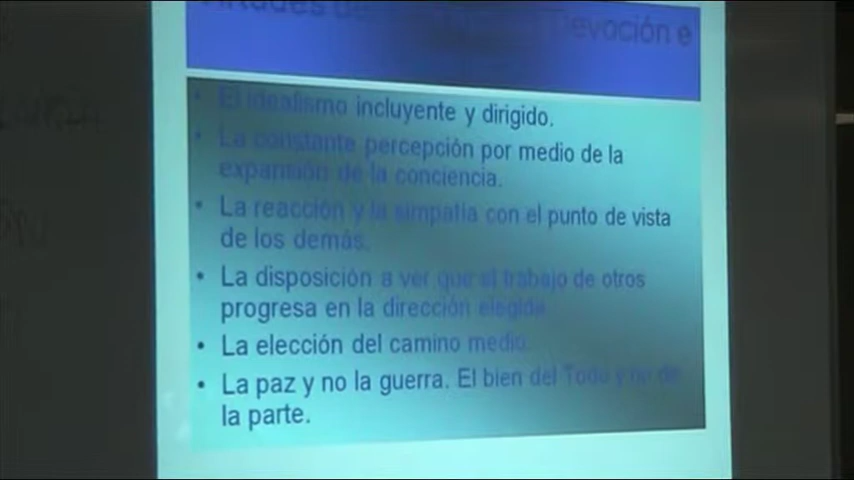 Devoción e
• El idealismo incluyente y dirigido.
• La constante percepción por medio de la
expansión de la conciencia.
• La reacción y la simpatía con el punto de vista
de los demás.
• La disposición a ver que el trabajo de otros
progresa en la dirección elegida
• La elección del camino medio.
• La paz y no la guerra. El bien del Todo y no de
la parte.